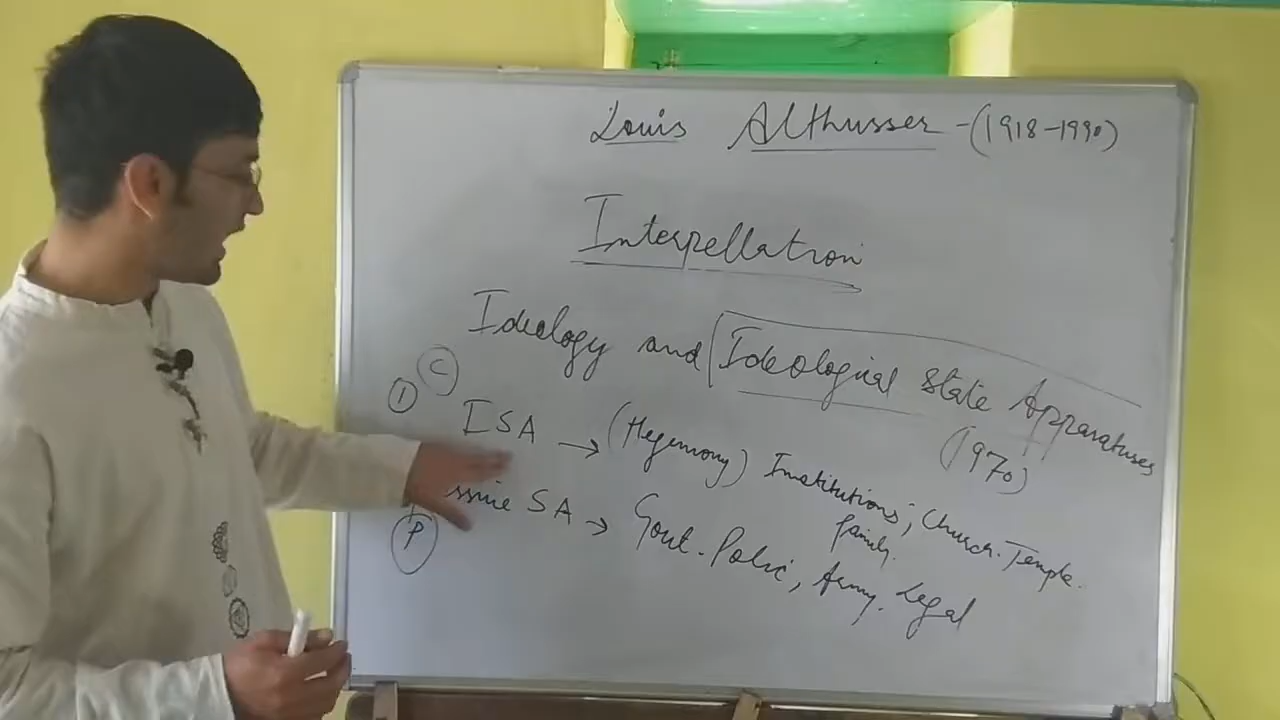 Louis Althusser - (1918-1990)
Interpellation
Ideology and Ideological State Apparatuses
(1970)
C
1
ISA → (Hegemony) Institutions; Church. Temple.
family.
ssive SA → Govt. Police, Army. Legal
P